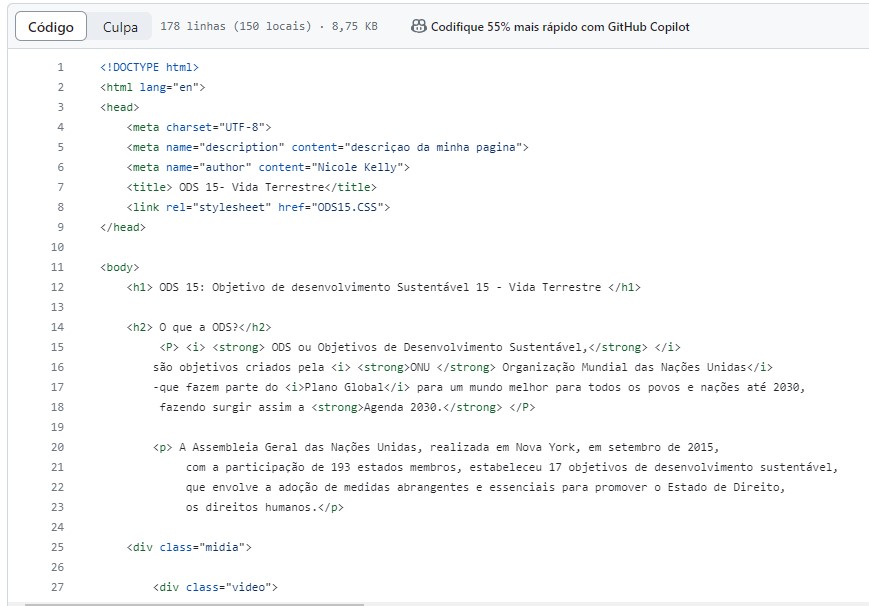 Código Culpa 178 linhas (150 locais) · 8,75 KB Codifique 55% mais rápido com GitHub Copilot
1 <!DOCTYPE html>
2 <html lang="en">
3 <head>
4 <meta charset="UTF-8">
5 <meta name="description" content="descriçao da minha pagina">
6 <meta name="author" content="Nicole Kelly">
7 <title> ODS 15- Vida Terrestre</title>
8 <link rel="stylesheet" href="ODS15.CSS">
9 </head>
10
11 <body>
12 <h1> ODS 15: Objetivo de desenvolvimento Sustentável 15 - Vida Terrestre </h1>
13
14 <h2> O que a ODS?</h2>
15 <P> <i> <strong> ODS ou Objetivos de Desenvolvimento Sustentável,</strong> </i>
16 são objetivos criados pela <i> <strong>ONU </strong> Organização Mundial das Nações Unidas</i>
17 -que fazem parte do <i>Plano Global</i> para um mundo melhor para todos os povos e nações até 2030,
18 fazendo surgir assim a <strong>Agenda 2030.</strong> </P>
19
20 <p> A Assembleia Geral das Nações Unidas, realizada em Nova York, em setembro de 2015,
21 com a participação de 193 estados membros, estabeleceu 17 objetivos de desenvolvimento sustentável,
22 que envolve a adoção de medidas abrangentes e essenciais para promover o Estado de Direito,
23 os direitos humanos.</p>
24
25 <div class="midia">
26
27 <div class="video">